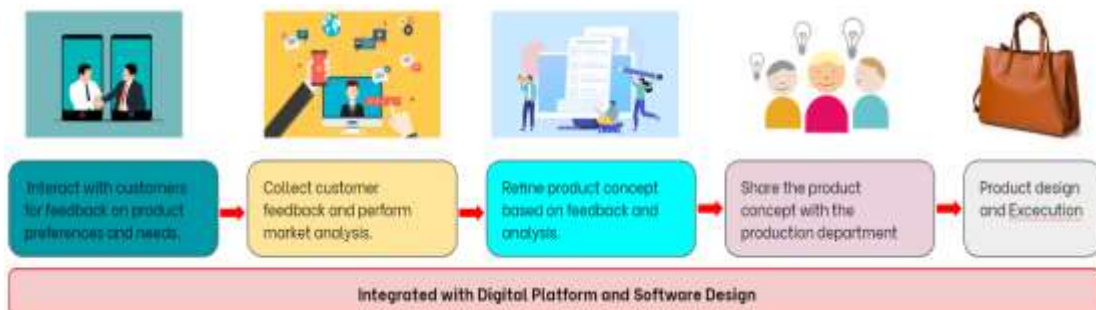 Interact with customers
for feedback on product
preferences and needs.
Collect customer
feedback and perform
market analysis.
Refine product concept
based on feedback and
analysis.
Share the product
concept with the
production department
Product design
and Excecution
Integrated with Digital Platform and Software Design